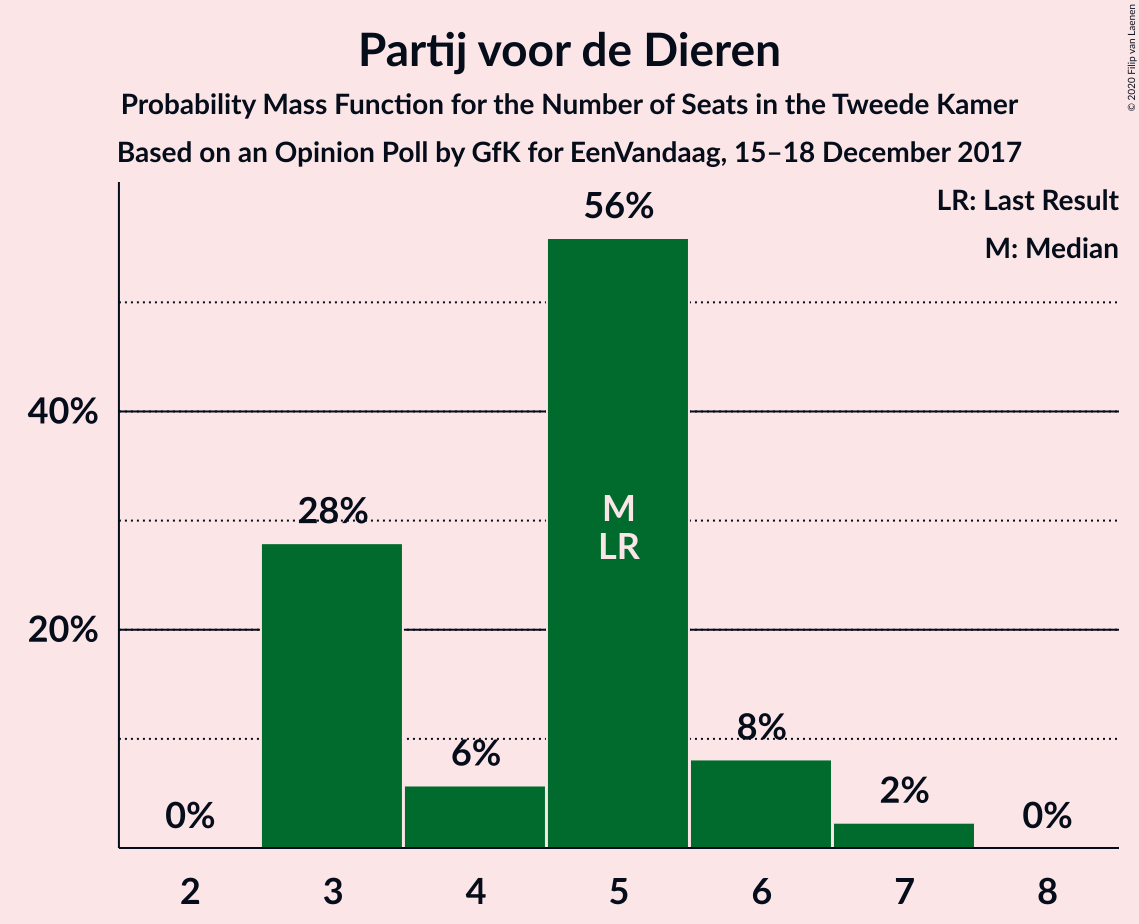 Partij voor de Dieren
Probability Mass Function for the Number of Seats in the Tweede Kamer
Based on an Opinion Poll by GfK for EenVandaag, 15–18 December 2017
© 2020 Filip van Laenen
LR: Last Result
M: Median
56%
40%
28%
M
LR
20%
8%
6%
2%
0%
0%
2 3 4 5 6 7 8